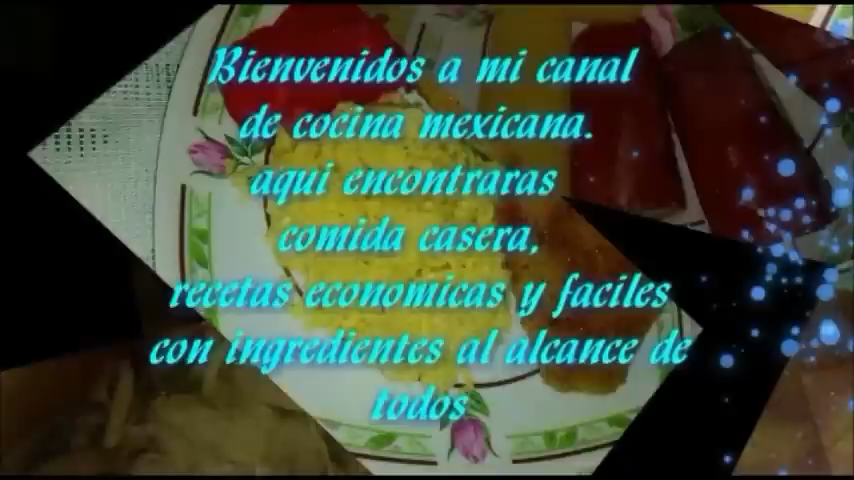 Bienvenidos a mi canal
de cocina mexicana.
aqui encontraras
comida casera,
recetas economicas y faciles
con ingredientes al alcance de
todos